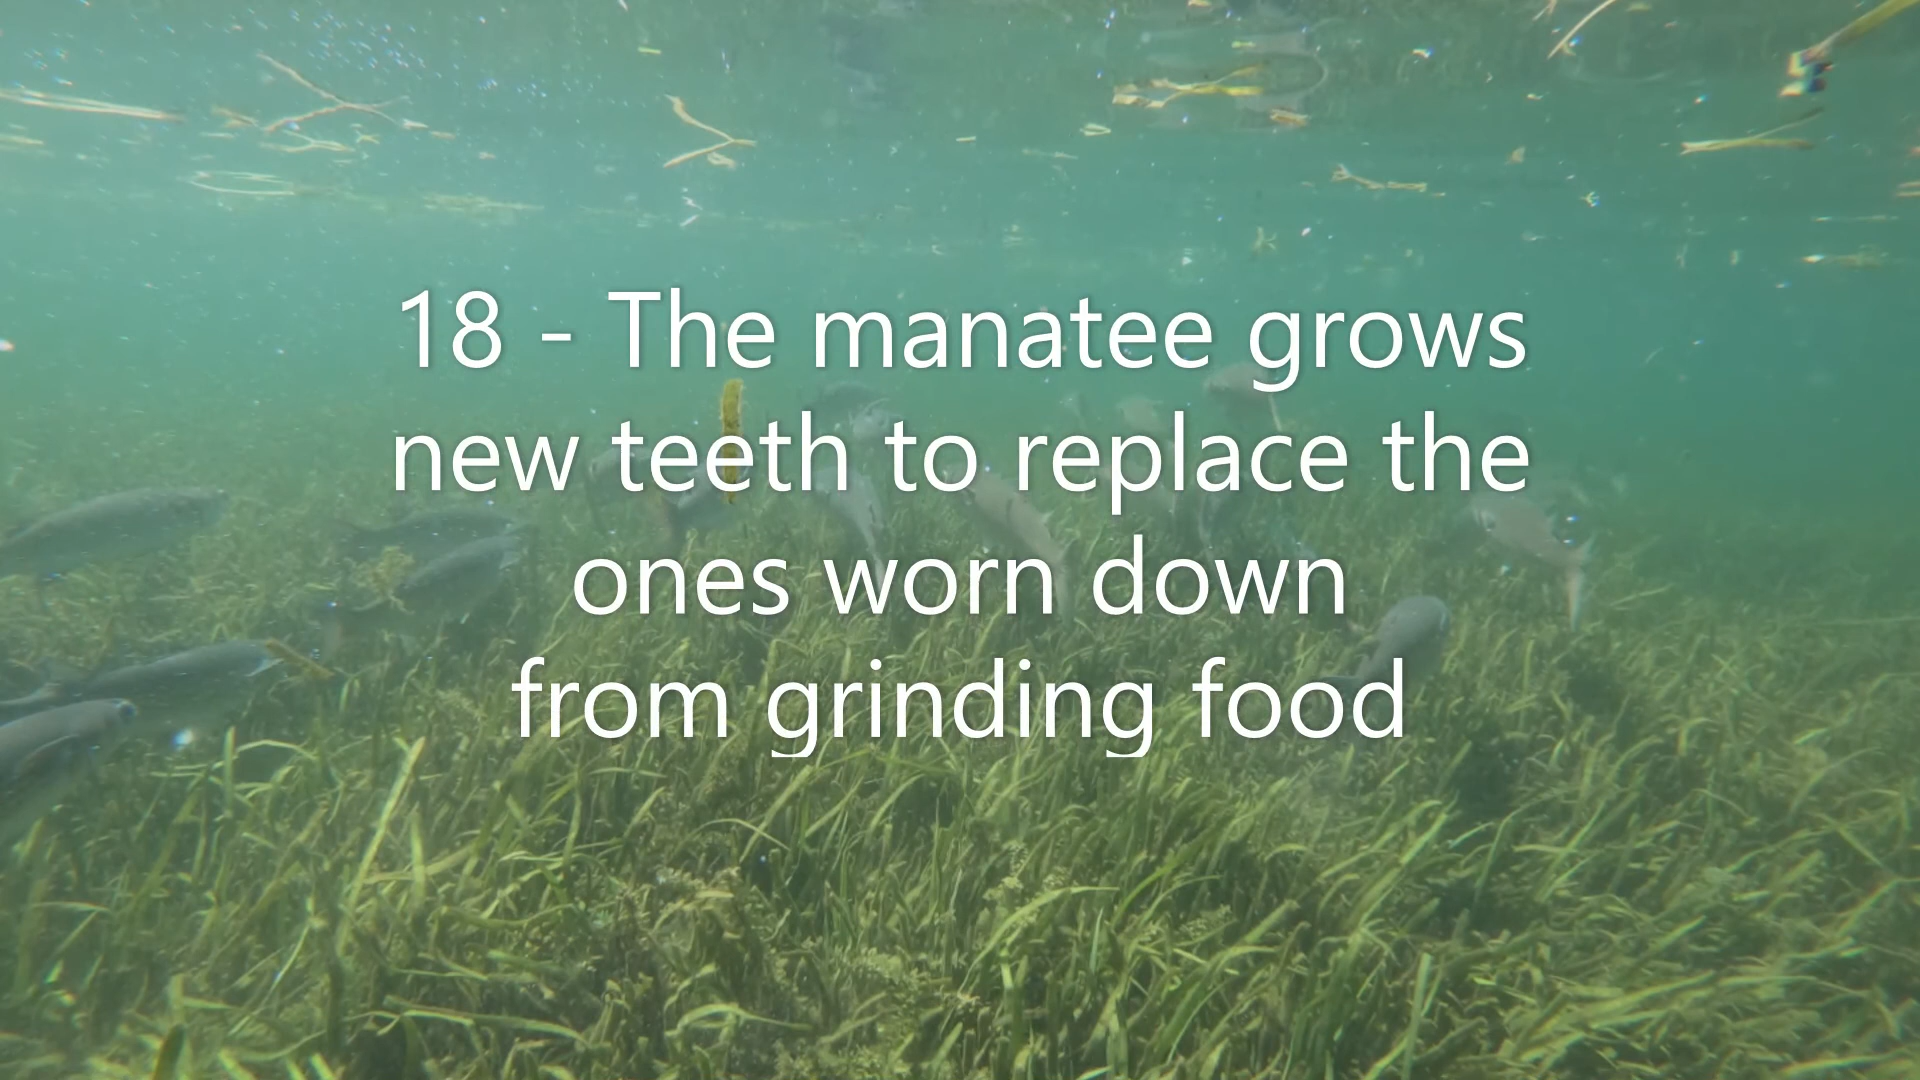 18 - The manatee grows
new teeth to replace the
ones worn down
from grinding food